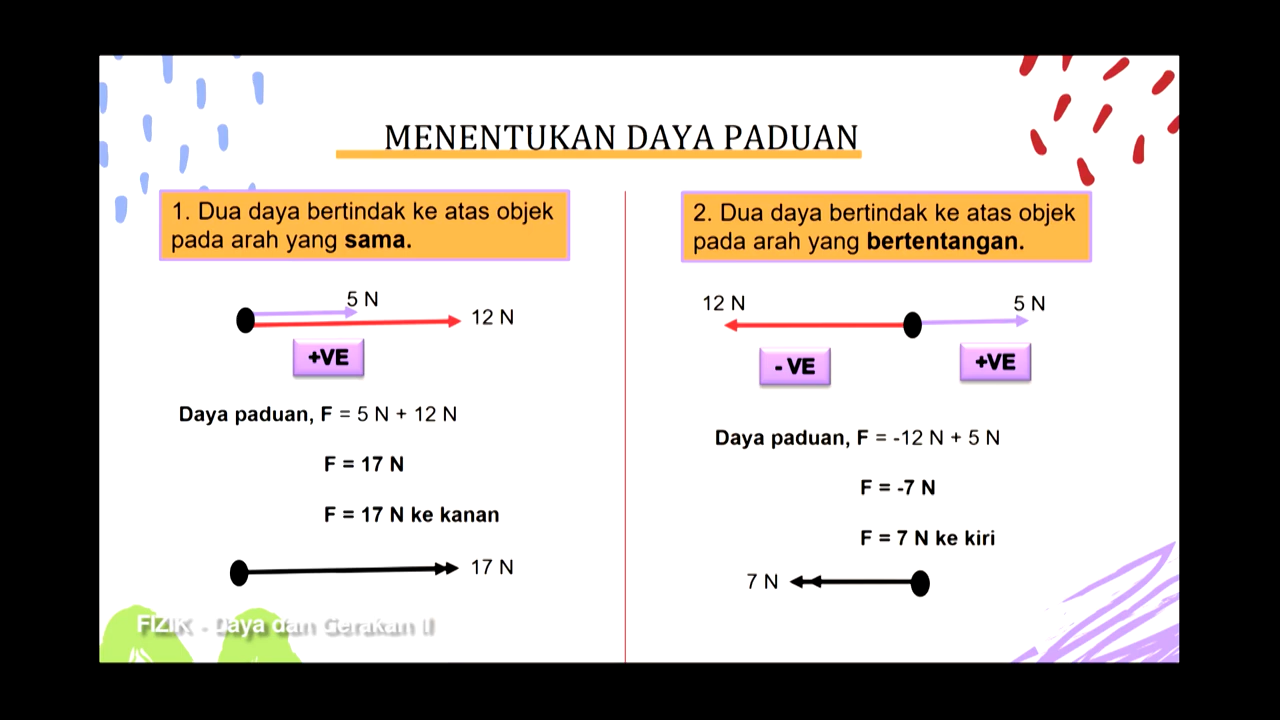 MENENTUKAN DAYA PADUAN
1. Dua daya bertindak ke atas objek
pada arah yang sama.
5 N
12 N
+VE
Daya paduan, F = 5 N + 12 N
F = 17 N
F = 17 N ke kanan
17 N
2. Dua daya bertindak ke atas objek
pada arah yang bertentangan.
12 N
5 N
- VE
+VE
Daya paduan, F = -12 N + 5 N
F = -7 N
F = 7 N ke kiri
7 N
FIZIK - Daya dan Gerakan II